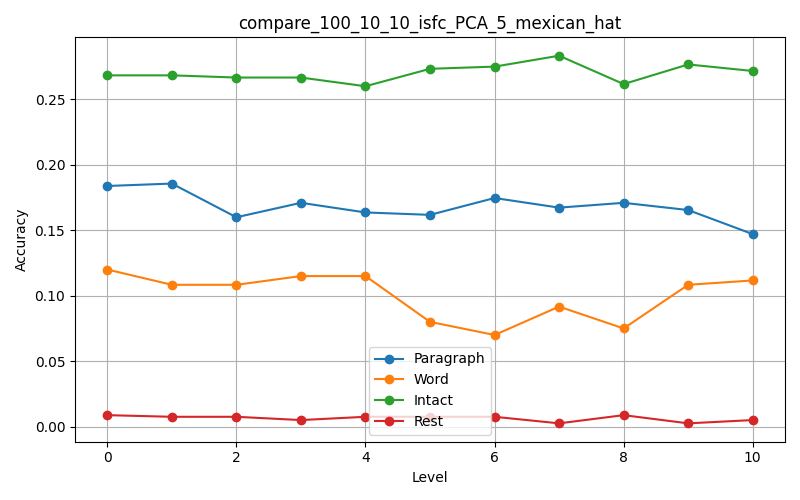 compare_100_10_10_isfc_PCA_5_mexican_hat
Accuracy
0.25
0.20
0.15
0.10
0.05
0.00
Paragraph
Word
Intact
Rest
0 2 4 6 8 10
Level